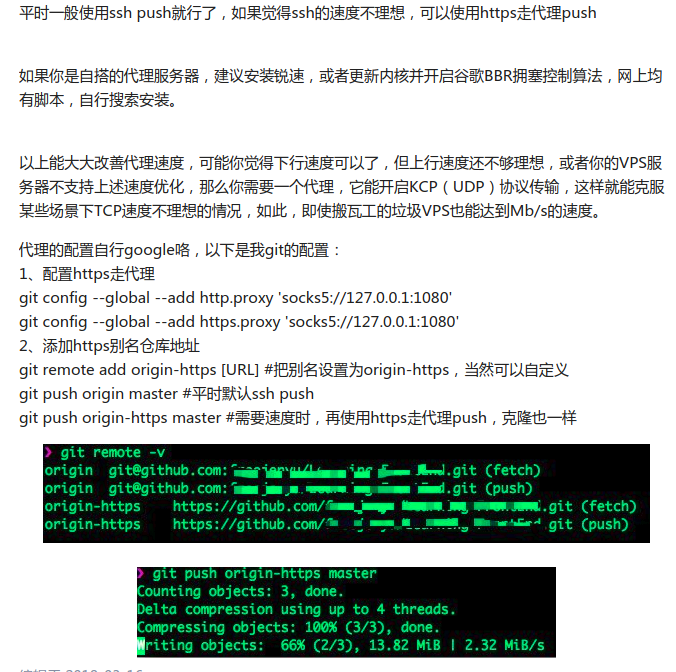 平时一般使用ssh push就行了，如果觉得ssh的速度不理想，可以使用https走代理push
如果你是自搭的代理服务器，建议安装锐速，或者更新内核并开启谷歌BBR拥塞控制算法，网上均
有脚本，自行搜索安装。
以上能大大改善代理速度，可能你觉得下行速度可以了，但上行速度还不够理想，或者你的VPS服
务器不支持上述速度优化，那么你需要一个代理，它能开启KCP（UDP）协议传输，这样就能克服
某些场景下TCP速度不理想的情况，如此，即使搬瓦工的垃圾VPS也能达到Mb/s的速度。
代理的配置自行google咯，以下是我git的配置：
1、配置https走代理
git config --global --add http.proxy 'socks5://127.0.0.1:1080'
git config --global --add https.proxy 'socks5://127.0.0.1:1080'
2、添加https别名仓库地址
git remote add origin-https [URL] #把别名设置为origin-https，当然可以自定义
git push origin master #平时默认ssh push
git push origin-https master #需要速度时，再使用https走代理push，克隆也一样
❯ git remote -v
origin git@github.com: .git (fetch)
origin git@github.com: .git (push)
origin-https https://github.com/ .git (fetch)
origin-https https://github.com/ .git (push)
❯ git push origin-https master
Counting objects: 3, done.
Delta compression using up to 4 threads.
Compressing objects: 100% (3/3), done.
Writing objects: 66% (2/3), 13.82 MiB | 2.32 MiB/s